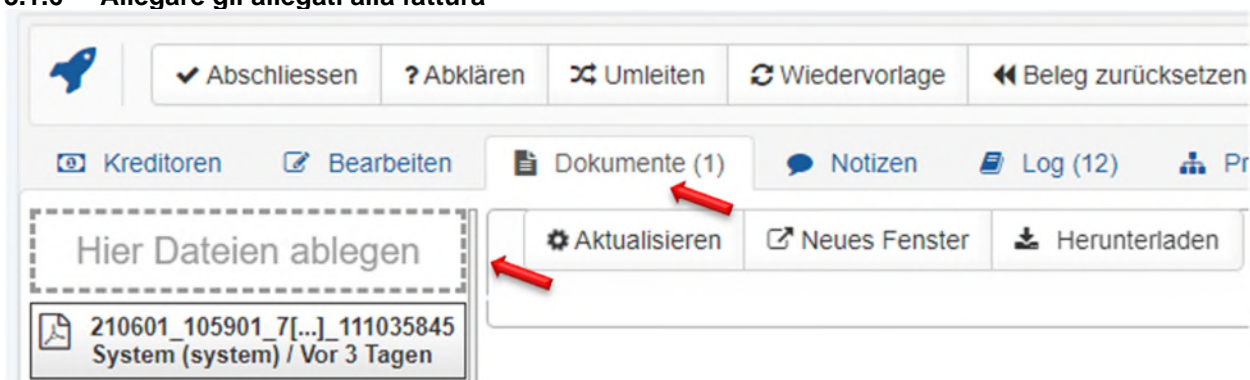 Allegare gli allegati alla fattura
Abschliessen ? Abklären Umleiten Wiedervorlage Beleg zurücksetzen
Kreditoren Bearbeiten Dokumente (1) Notizen Log (12) Pr
Hier Dateien ablegen
Aktualisieren Neues Fenster Herunterladen
210601_105901_7[...]_111035845
System (system) / Vor 3 Tagen